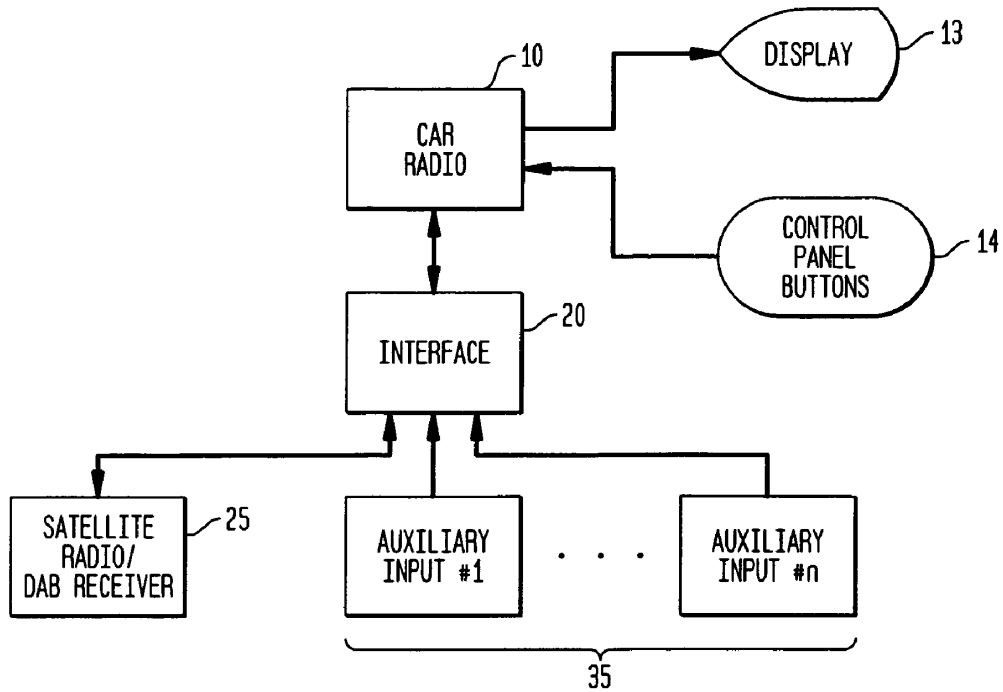 13
DISPLAY
10
CAR
RADIO
CONTROL
PANEL
BUTTONS
14
20
INTERFACE
25
SATELLITE
RADIO/
DAB RECEIVER
AUXILIARY
INPUT #1
. . .
AUXILIARY
INPUT #n
35